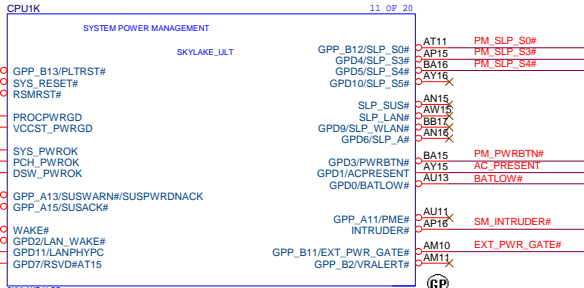 CPU1K 11 OF 20
SYSTEM POWER MANAGEMENT
SKYLAKE_ULT
GPP_B13/PLTRST#
SYS_RESET#
RSMRST#
PROCPWRGD
VCCST_PWRGD
SYS_PWROK
PCH_PWROK
DSW_PWROK
GPP_A13/SUSWARN#/SUSPWRDNACK
GPP_A15/SUSACK#
WAKE#
GPD2/LAN_WAKE#
GPD11/LANPHYPC
GPD7/RSVD#AT15
GPP_B12/SLP_S0# AT11 PM_SLP_S0#
GPD4/SLP_S3# AP15 PM_SLP_S3#
GPD5/SLP_S4# BA16 PM_SLP_S4#
GPD10/SLP_S5# AY16
SLP_SUS# AN15
SLP_LAN# AW15
GPD9/SLP_WLAN# BB17
GPD6/SLP_A# AN16
GPD3/PWRBTN# BA15 PM_PWRBTN#
GPD1/ACPRESENT AY15 AC_PRESENT
GPD0/BATLOW# AU13 BATLOW#
GPP_A11/PME# AU11
INTRUDER# AP16 SM_INTRUDER#
GPP_B11/EXT_PWR_GATE# AM10 EXT_PWR_GATE#
GPP_B2/VRALERT# AM11
GP